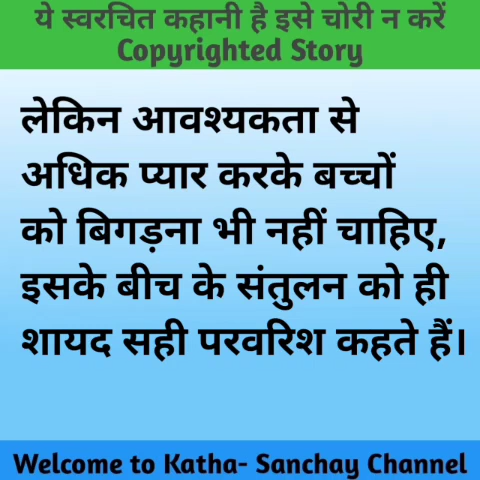 ये स्वरचित कहानी है इसे चोरी न करें
Copyrighted Story
लेकिन आवश्यकता से
अधिक प्यार करके बच्चों
को बिगड़ना भी नहीं चाहिए,
इसके बीच के संतुलन को ही
शायद सही परवरिश कहते हैं।
Welcome to Katha- Sanchay Channel